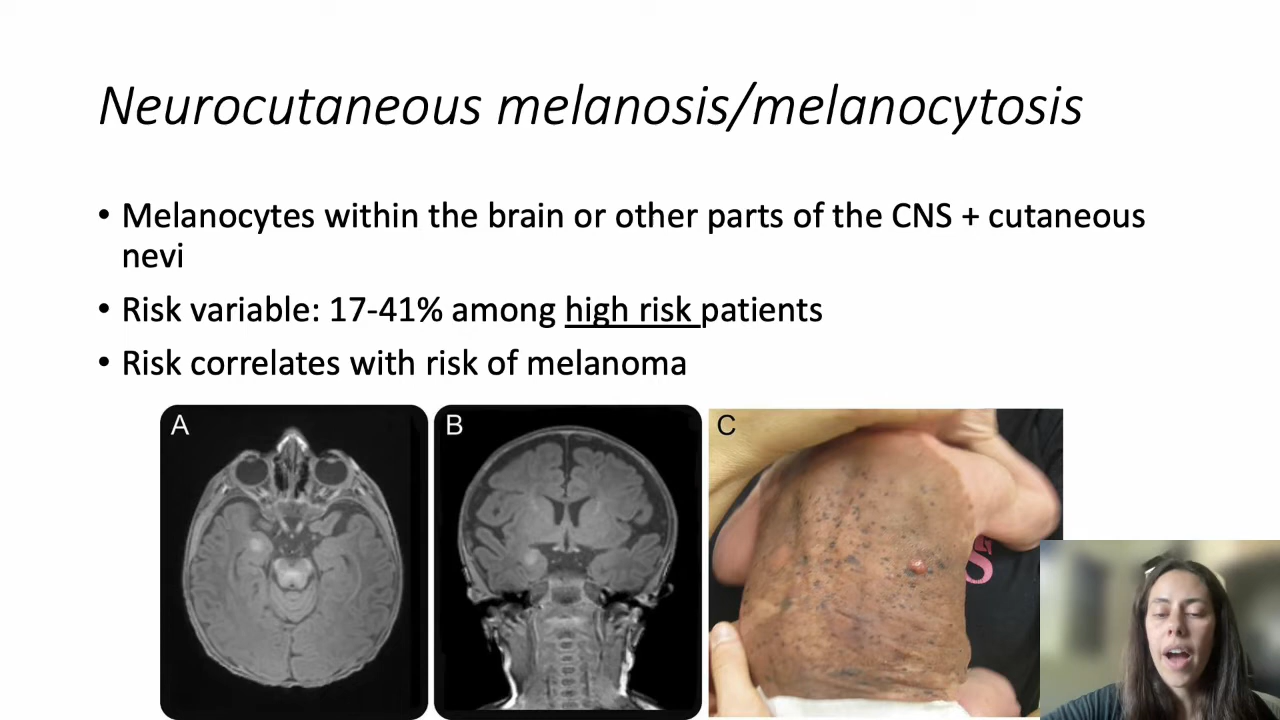 Neurocutaneous melanosis/melanocytosis
• Melanocytes within the brain or other parts of the CNS + cutaneous
nevi
• Risk variable: 17-41% among high risk patients
• Risk correlates with risk of melanoma
A
B
C